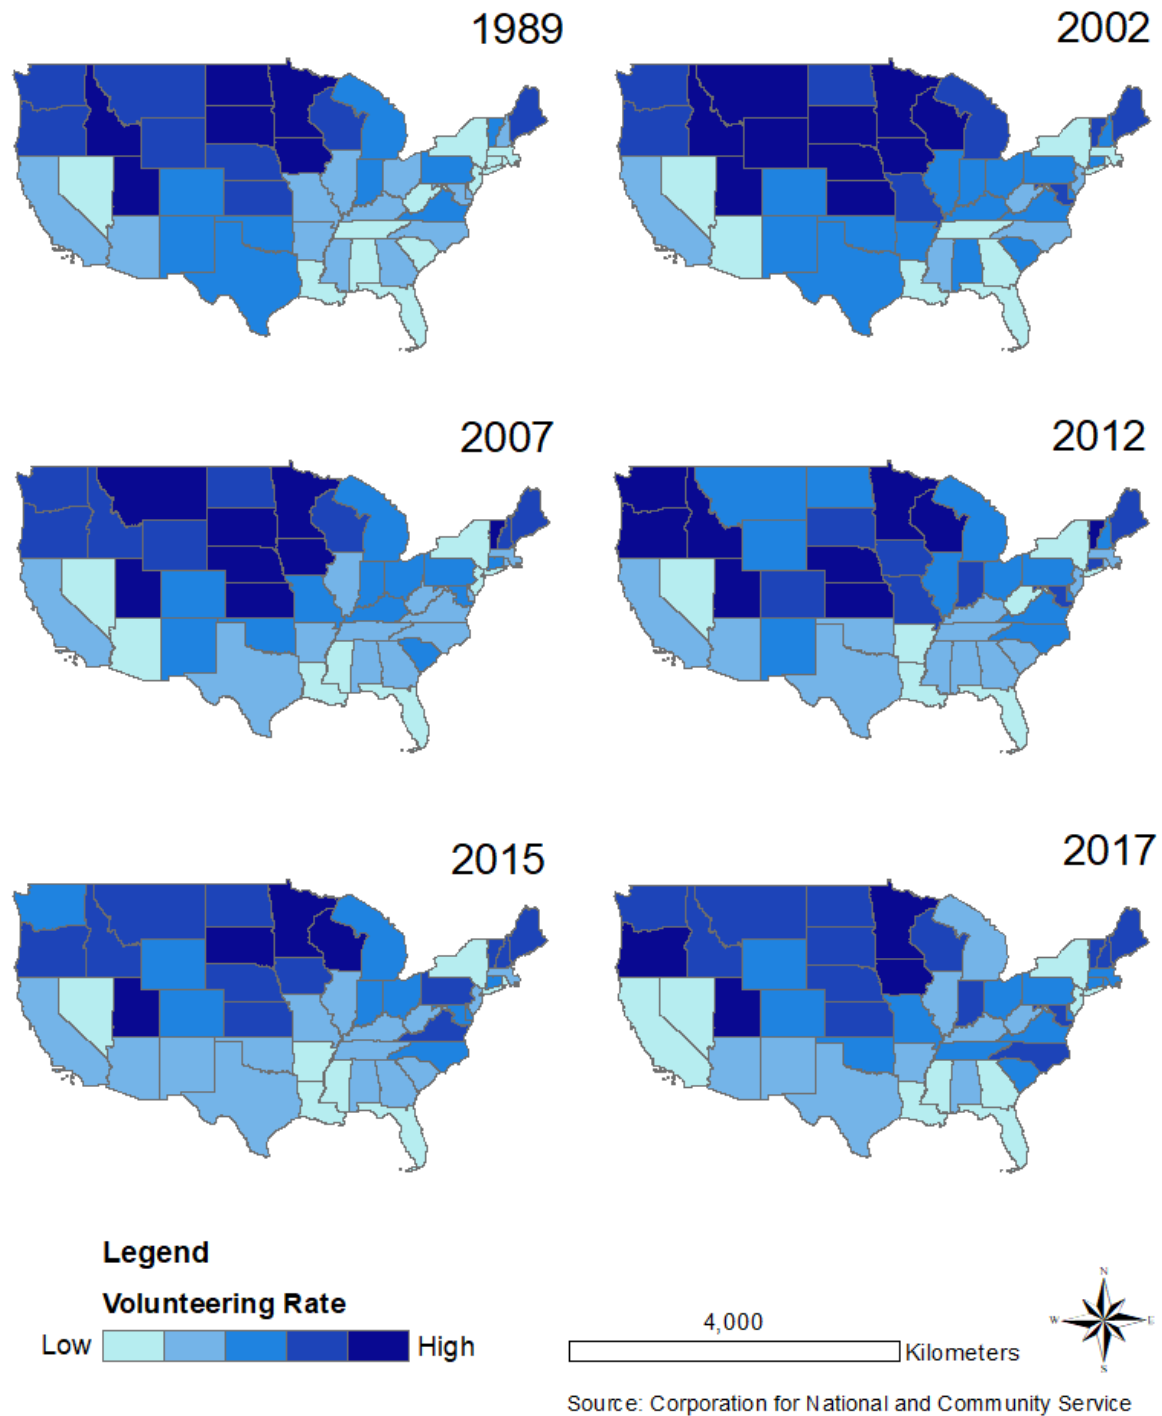 1989
2002
2007
2012
2015
2017
Legend
Volunteering Rate
Low
High
4,000
Kilometers
N
W
E
S
Source: Corporation for National and Community Service